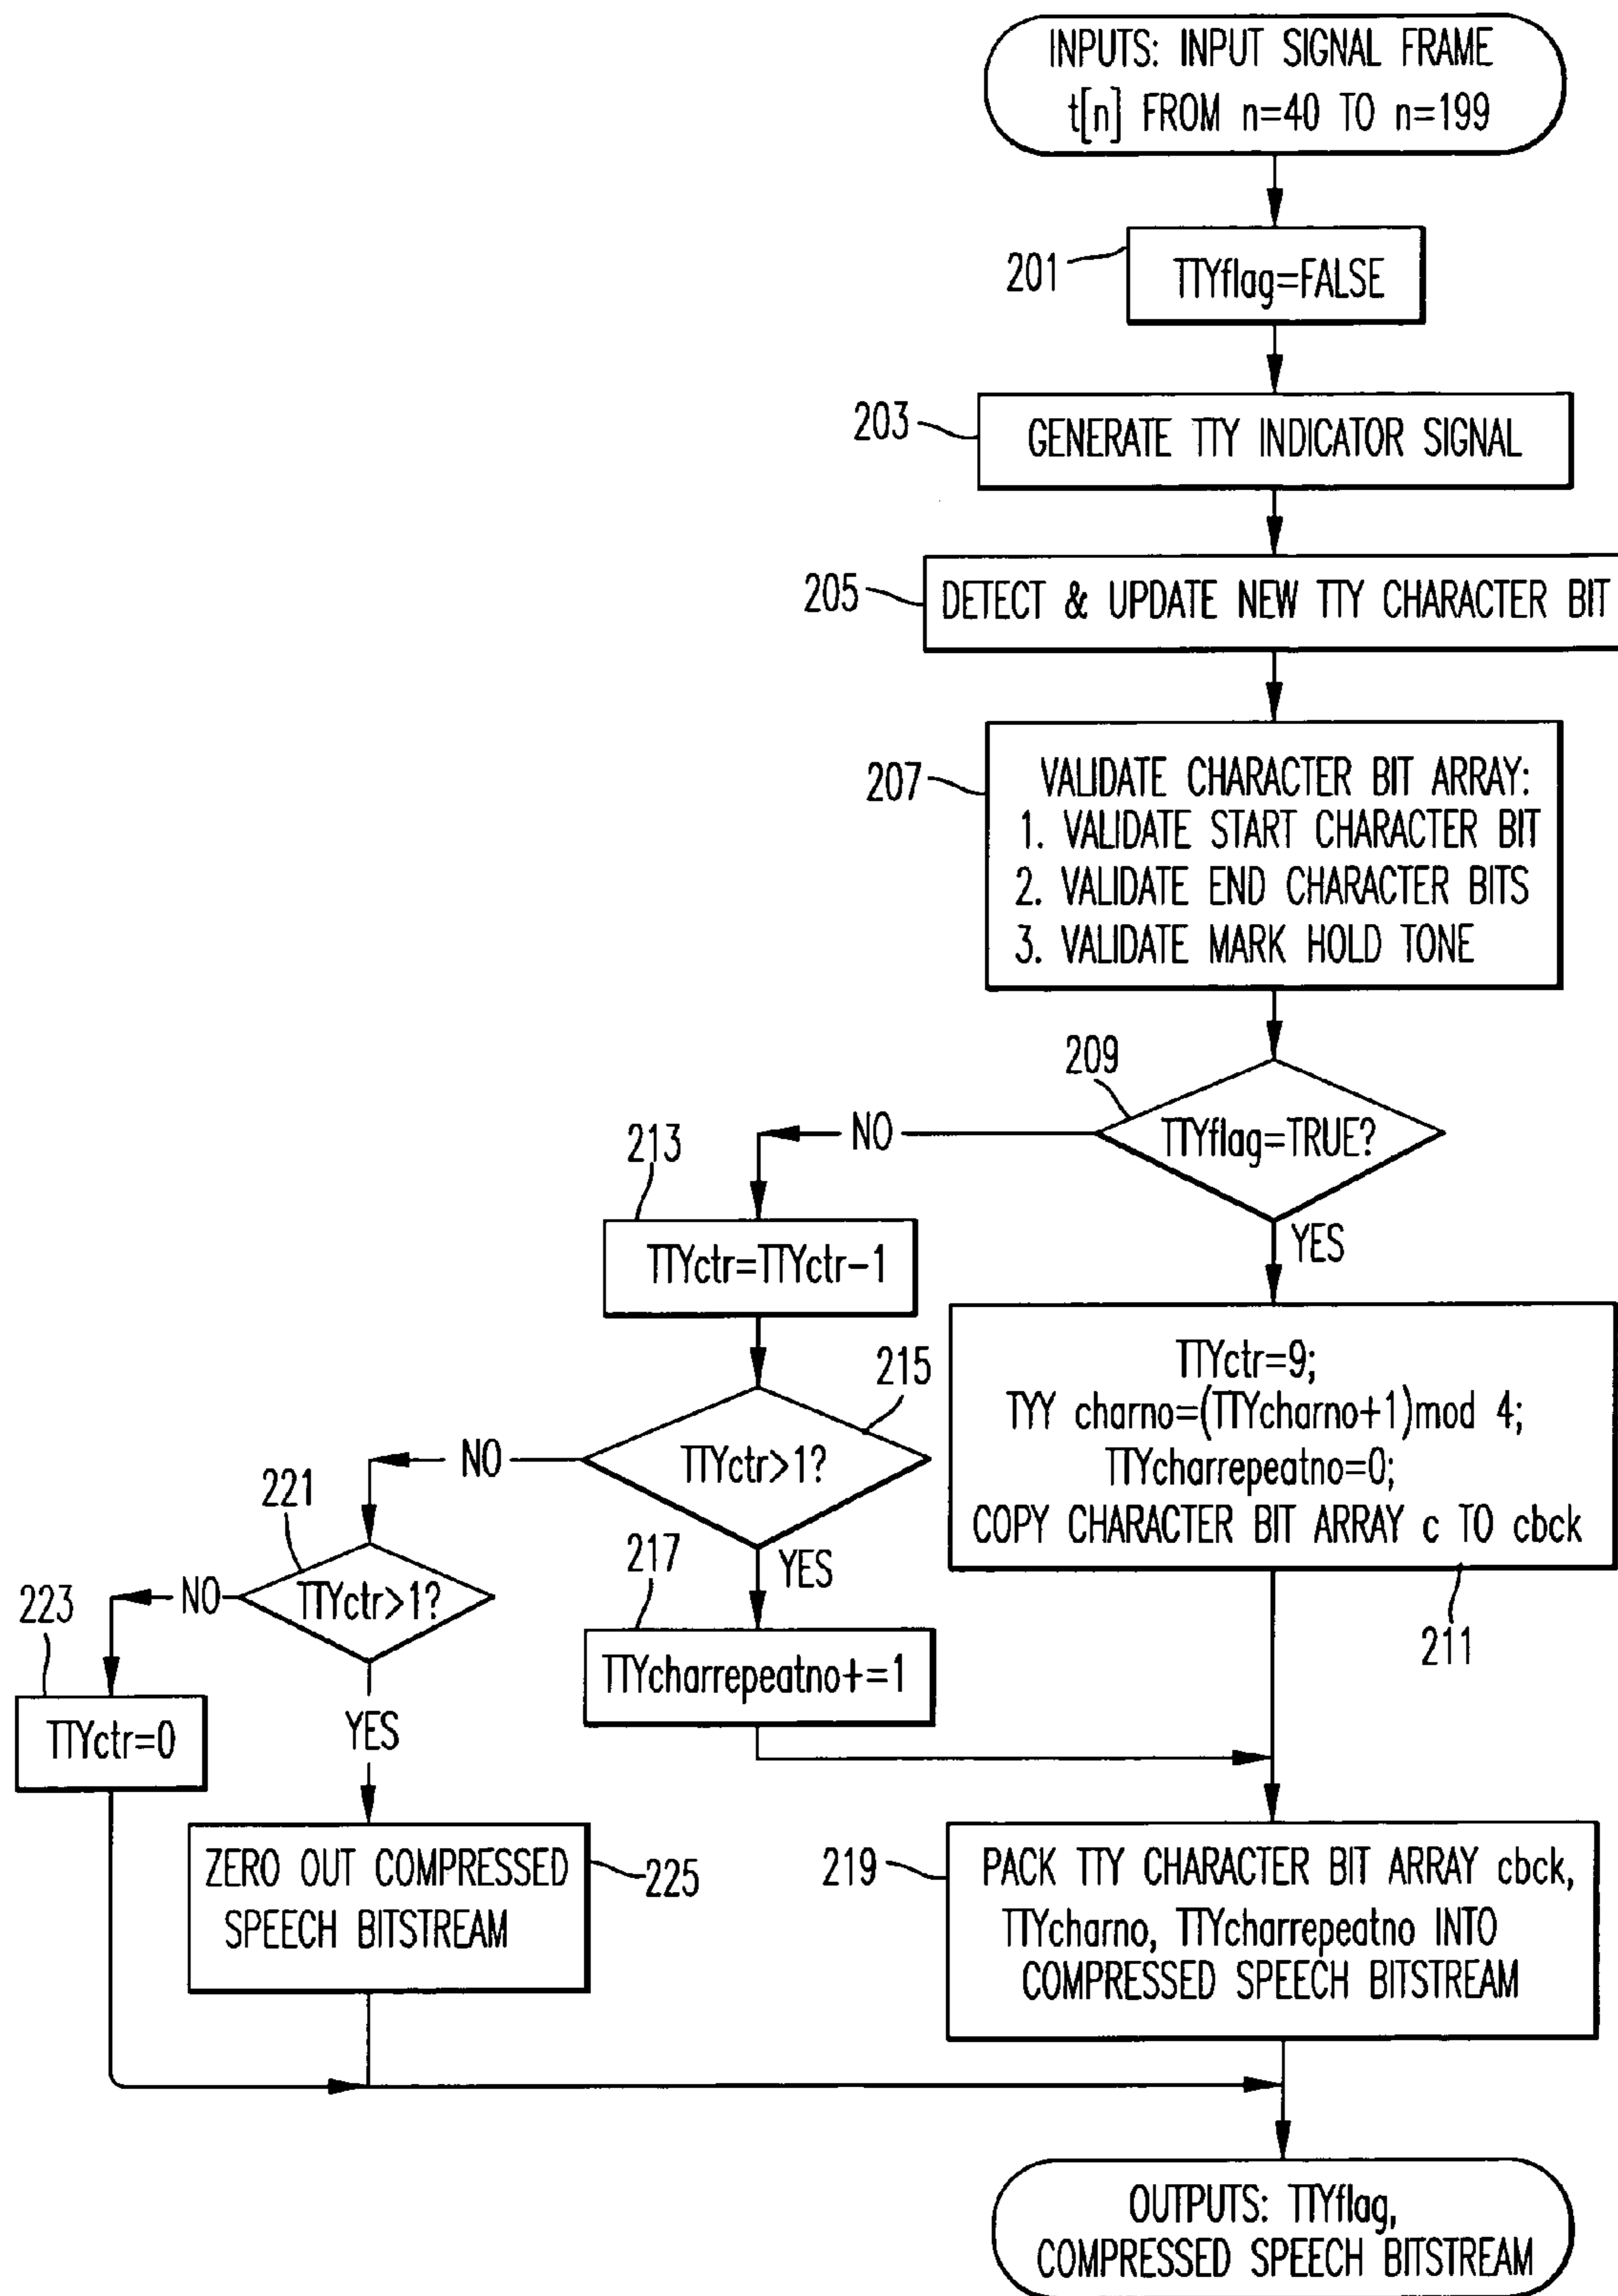 INPUTS: INPUT SIGNAL FRAME
t[n] FROM n=40 TO n=199
201
TTYflag=FALSE
203
GENERATE TTY INDICATOR SIGNAL
205
DETECT & UPDATE NEW TTY CHARACTER BIT
207
VALIDATE CHARACTER BIT ARRAY:
1. VALIDATE START CHARACTER BIT
2. VALIDATE END CHARACTER BITS
3. VALIDATE MARK HOLD TONE
209
TTYflag=TRUE?
NO
YES
213
TTYctr=TTYctr-1
TTYctr=9;
TYY charno=(TTYcharno+1)mod 4;
TTYcharrepeatno=0;
COPY CHARACTER BIT ARRAY c TO cbck
211
215
TTYctr>1?
NO
YES
217
TTYcharrepeatno+=1
221
TTYctr>1?
NO
YES
223
TTYctr=0
ZERO OUT COMPRESSED
SPEECH BITSTREAM
225
219
PACK TTY CHARACTER BIT ARRAY cbck,
TTYcharno, TTYcharrepeatno INTO
COMPRESSED SPEECH BITSTREAM
OUTPUTS: TTYflag,
COMPRESSED SPEECH BITSTREAM